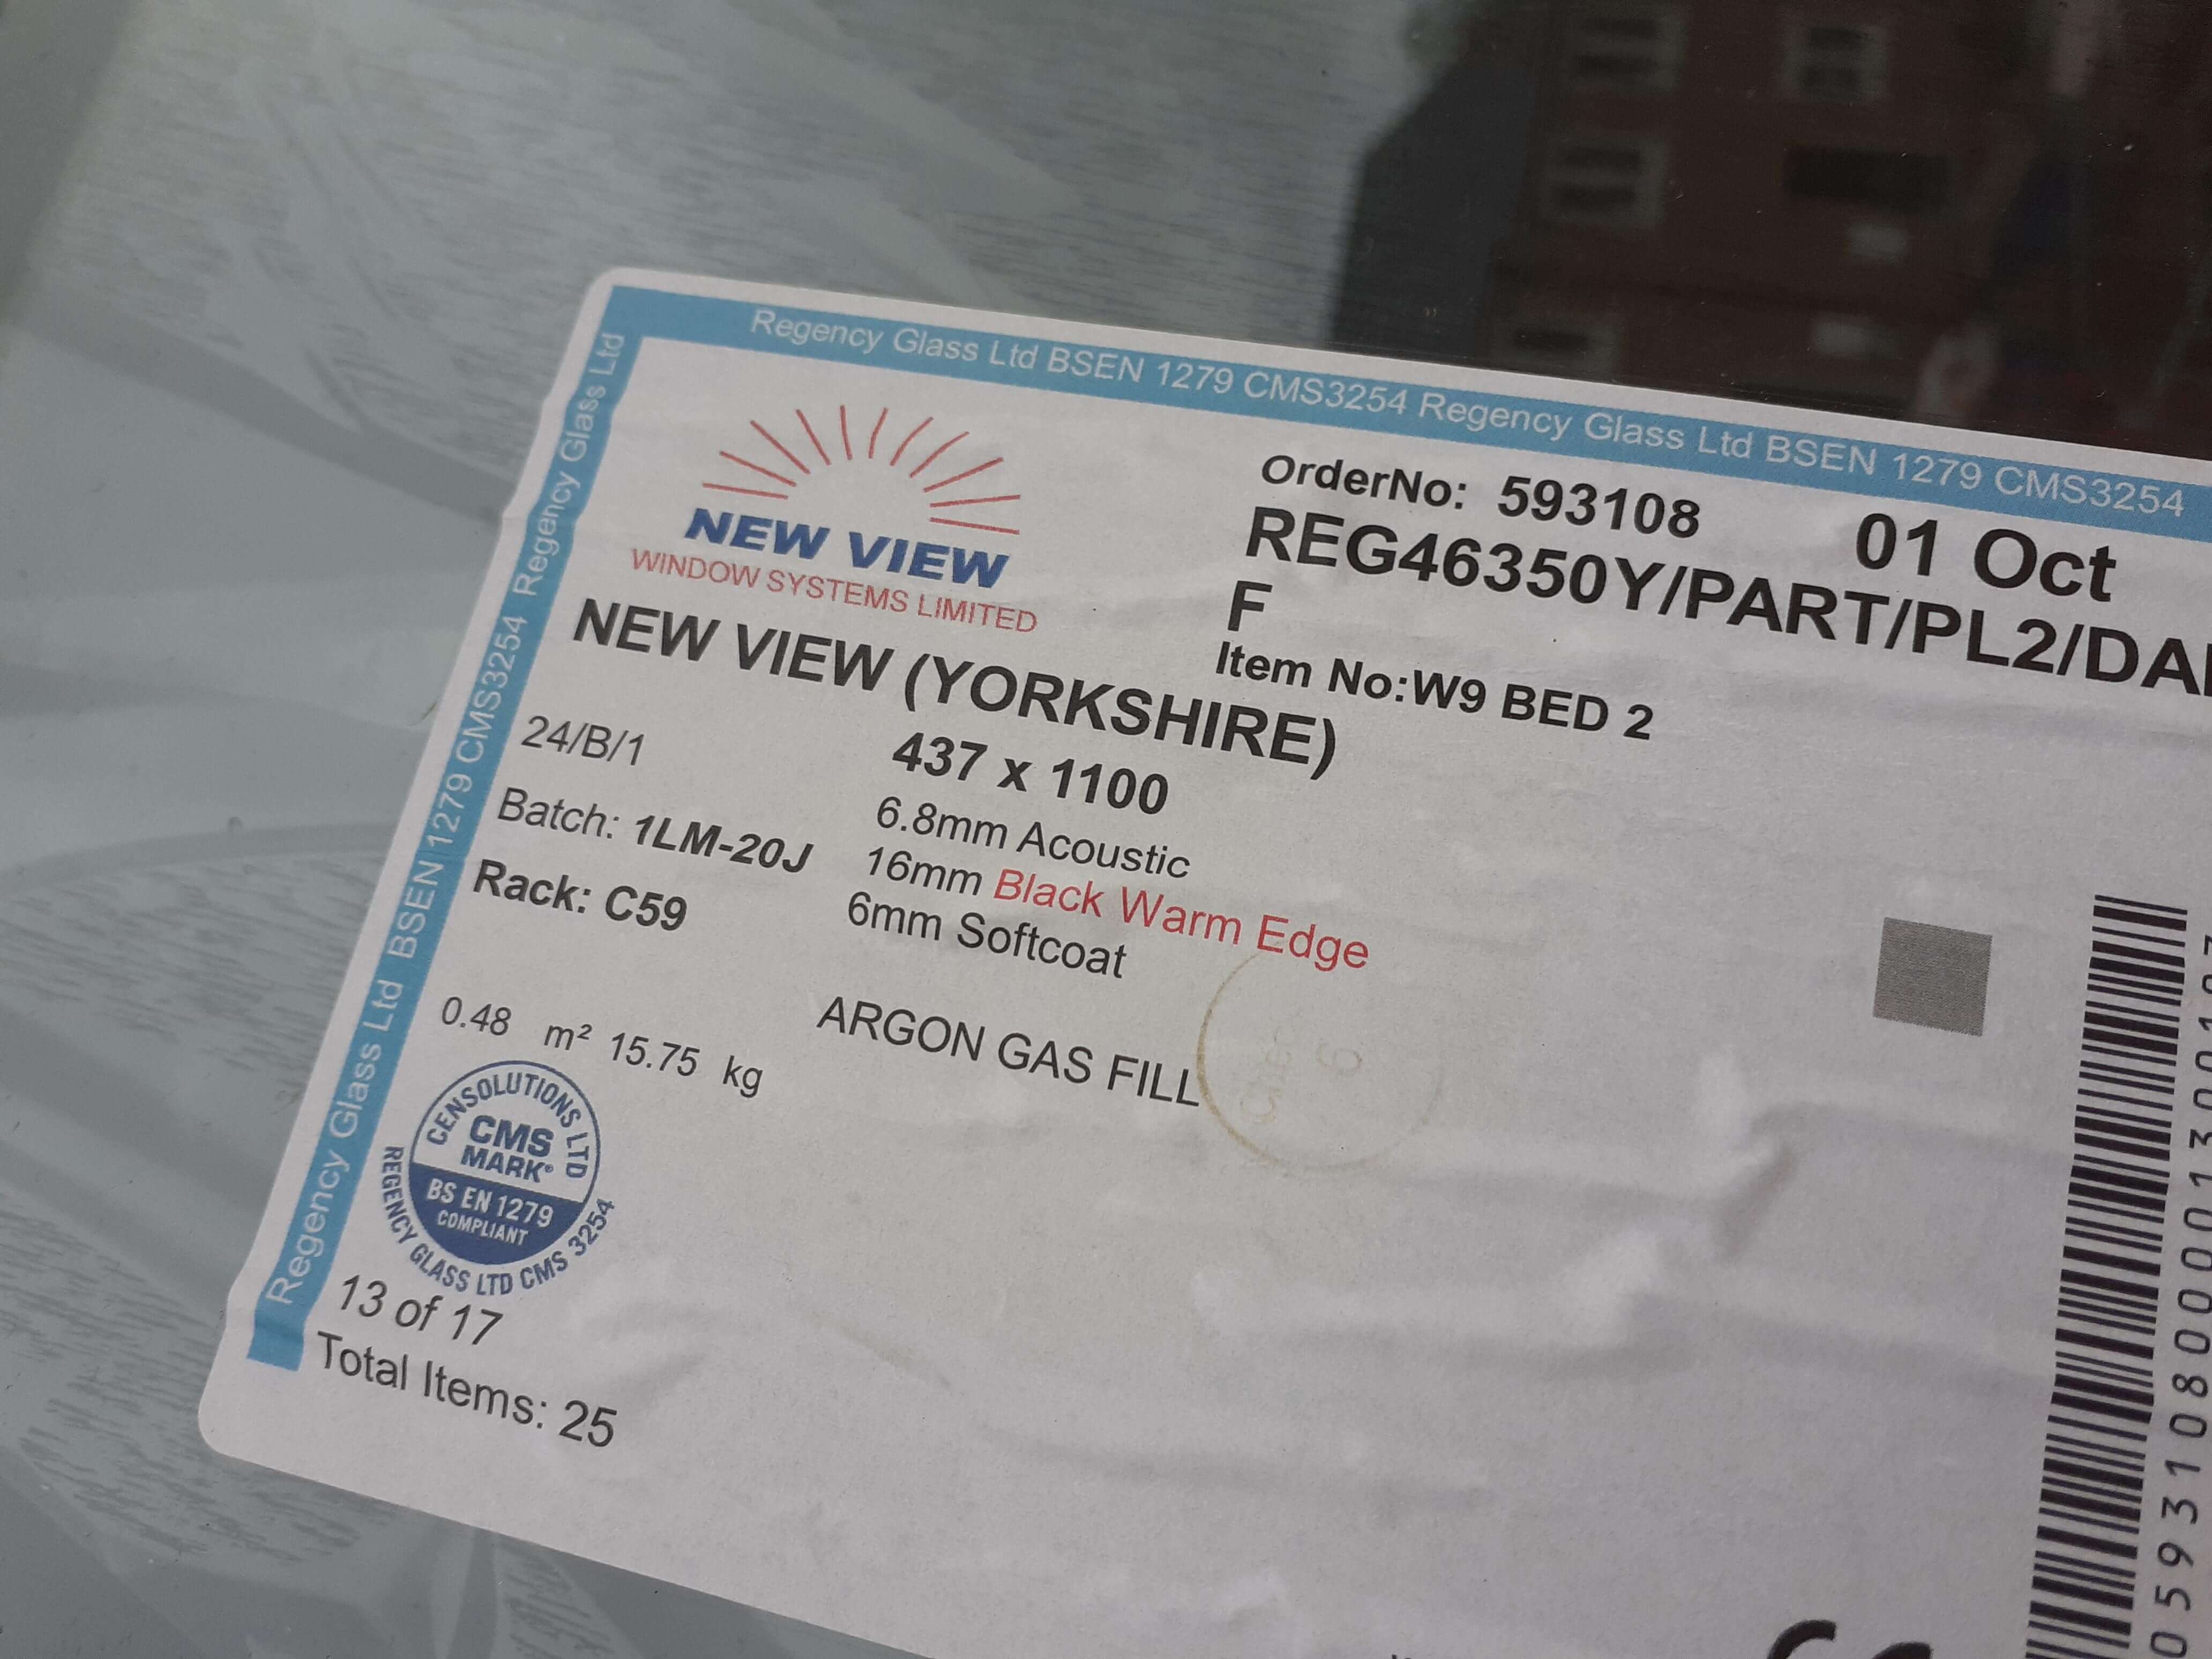 Regency Glass Ltd BSEN 1279 CMS3254 Regency Glass Ltd BSEN 1279 CMS3254
Regency Glass Ltd BSEN 1279 CMS3254 Regency Glass Ltd
NEW VIEW
WINDOW SYSTEMS LIMITED
OrderNo: 593108 01 Oct
REG46350Y/PART/PL2/DA
F
Item No:W9 BED 2
NEW VIEW (YORKSHIRE)
24/B/1
437 x 1100
Batch: 1LM-20J
6.8mm Acoustic
16mm Black Warm Edge
6mm Softcoat
Rack: C59
0.48 m² 15.75 kg
ARGON GAS FILL
CENSOLUTIONS LTD
CMS
MARK®
BS EN 1279
COMPLIANT
REGENCY GLASS LTD CMS 3254
13 of 17
Total Items: 25
CE